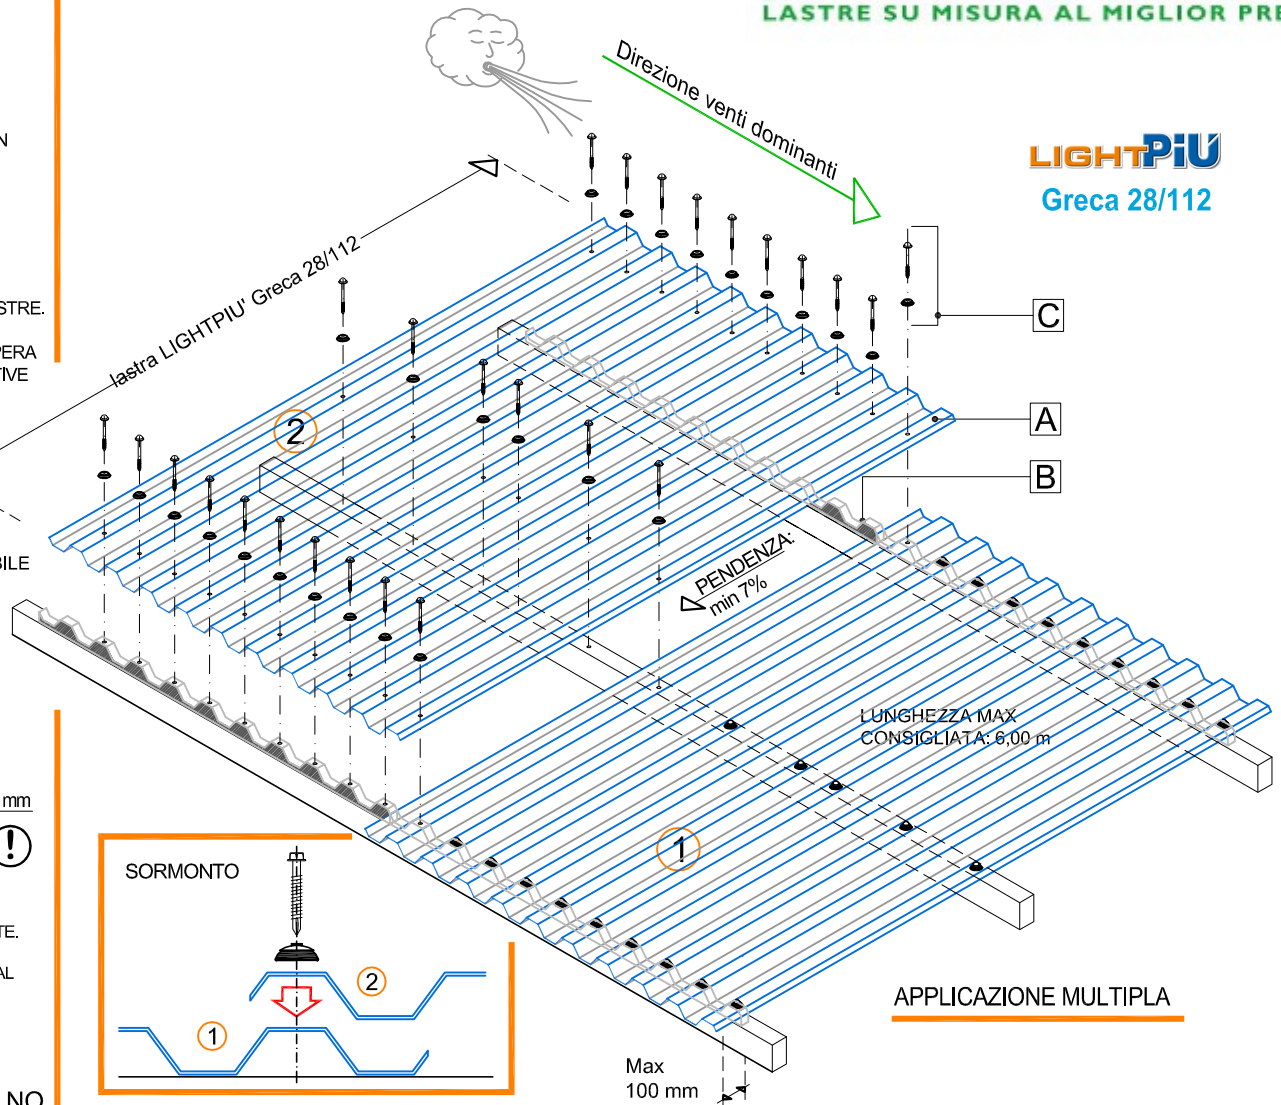 LASTRE SU MISURA AL MIGLIOR PRE
Direzione venti dominanti
LIGHTPIÙ
Greca 28/112
N
STRE.
PERA
TIVE
lastra LIGHTPIU' Greca 28/112
C
A
B
2
BILE
PENDENZA:
min 7%
LUNGHEZZA MAX
CONSIGLIATA: 6,00 m
mm
!
1
SORMONTO
TE.
AL
2
1
APPLICAZIONE MULTIPLA
Max
100 mm
NO